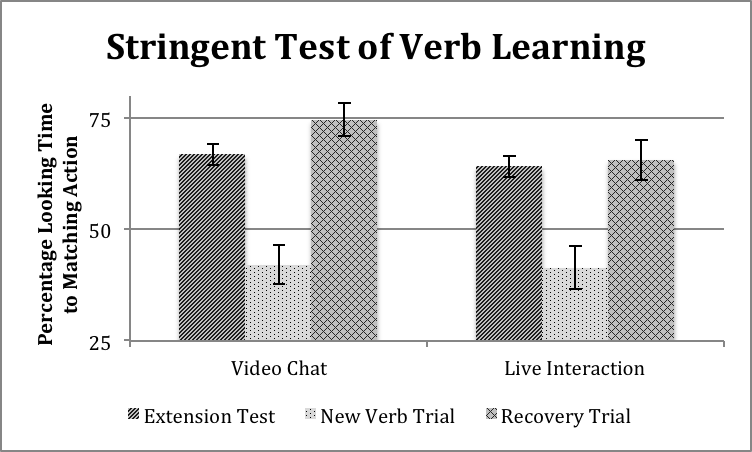 Stringent Test of Verb Learning
Percentage Looking Time
to Matching Action
75
50
25
Video Chat
Live Interaction
Extension Test
New Verb Trial
Recovery Trial